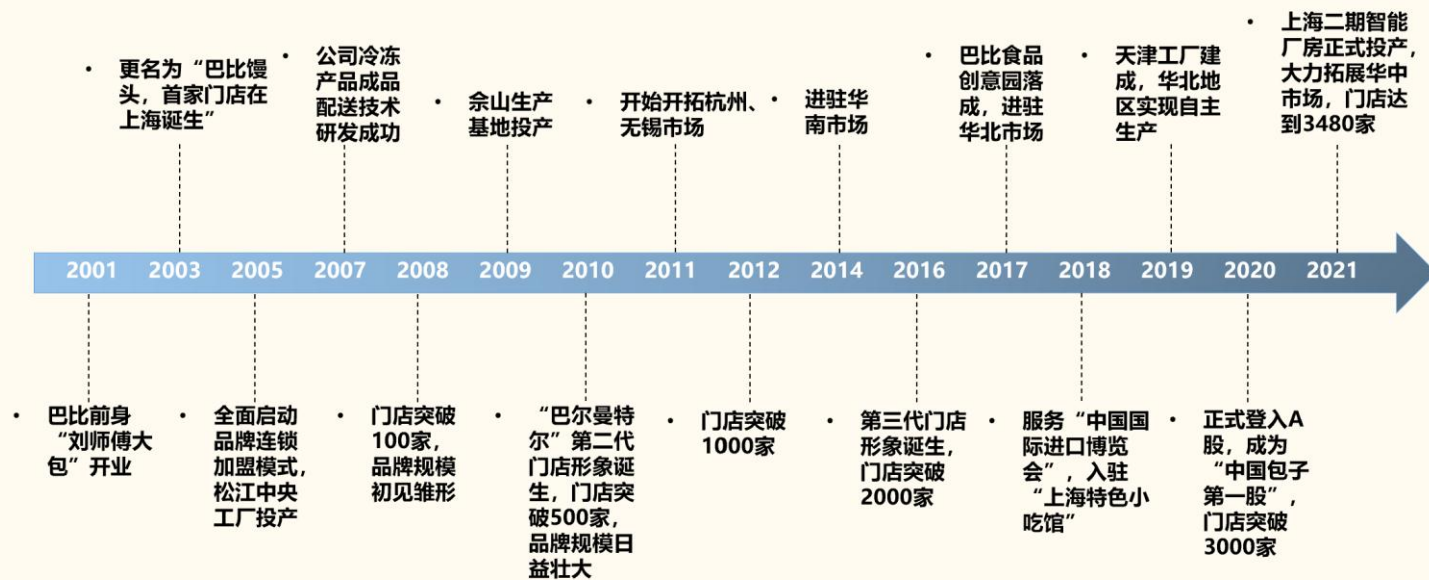 • 更名为“巴比馒
头，首家门店在
上海诞生”
• 公司冷冻
产品成品
配送技术
研发成功
• 佘山生产
基地投产
• 开始开拓杭州、
无锡市场
• 进驻华
南市场
• 巴比食品
创意园落
成，进驻
华北市场
• 天津工厂建
成，华北地
区实现自主
生产
• 上海二期智能
厂房正式投产，
大力拓展华中
市场，门店达
到3480家
2001 2003 2005 2007 2008 2009 2010 2011 2012 2014 2016 2017 2018 2019 2020 2021
• 巴比前身
“刘师傅大
包”开业
• 全面启动
品牌连锁
加盟模式，
松江中央
工厂投产
• 门店突破
100家，
品牌规模
初见雏形
• “巴尔曼特
尔”第二代
门店形象诞
生，门店突
破500家，
品牌规模日
益壮大
• 门店突破
1000家
• 第三代门店
形象诞生，
门店突破
2000家
• 服务“中国国
际进口博览
会”，入驻
“上海特色小
吃馆”
• 正式登入A
股，成为
“中国包子
第一股”，
门店突破
3000家